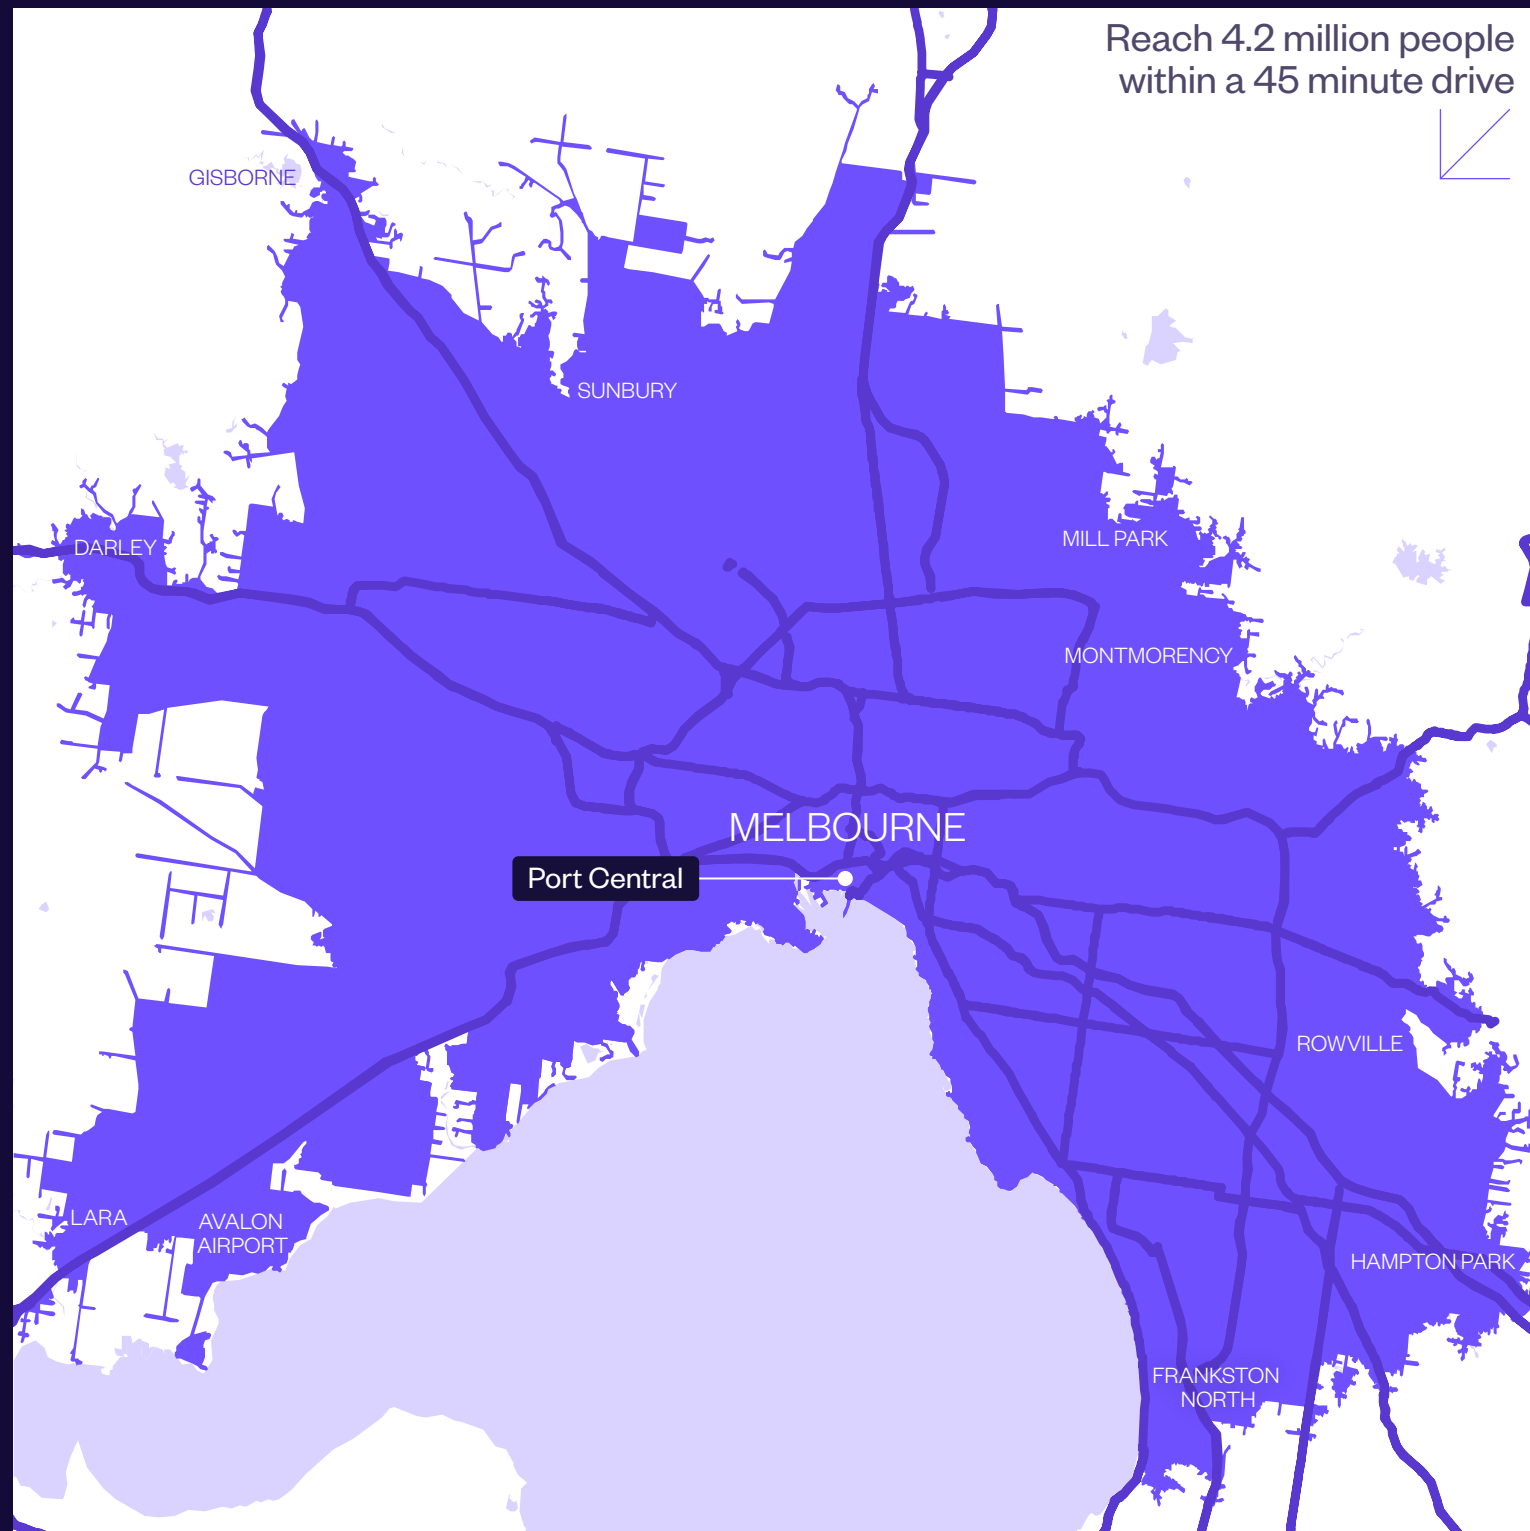 Reach 4.2 million people
within a 45 minute drive
GISBORNE
SUNBURY
MILL PARK
DARLEY
MONTMORENCY
MELBOURNE
Port Central
ROWVILLE
LARA
AVALON
AIRPORT
HAMPTON PARK
FRANKSTON
NORTH